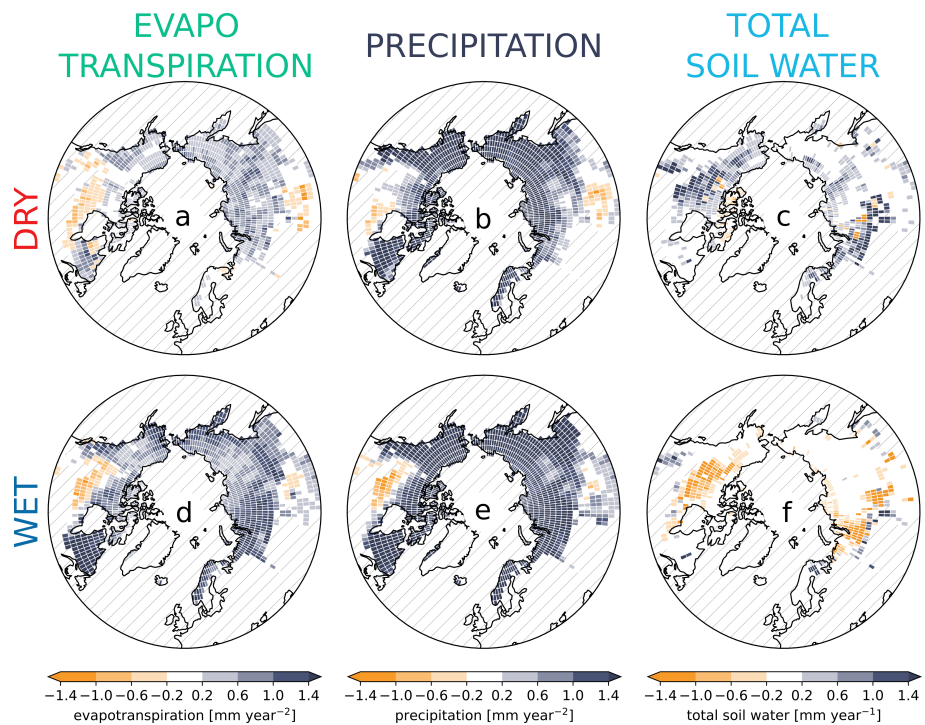 EVAPO
TRANSPIRATION
PRECIPITATION
TOTAL
SOIL WATER
DRY
a
b
c
WET
d
e
f
−1.4 −1.0 −0.6 −0.2 0.2 0.6 1.0 1.4
evapotranspiration [mm year⁻²]
−1.4 −1.0 −0.6 −0.2 0.2 0.6 1.0 1.4
precipitation [mm year⁻²]
−1.4 −1.0 −0.6 −0.2 0.2 0.6 1.0 1.4
total soil water [mm year⁻¹]